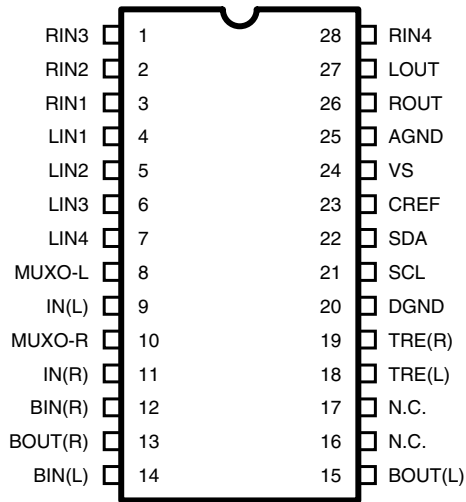 RIN3 1 28 RIN4
RIN2 2 27 LOUT
RIN1 3 26 ROUT
LIN1 4 25 AGND
LIN2 5 24 VS
LIN3 6 23 CREF
LIN4 7 22 SDA
MUXO-L 8 21 SCL
IN(L) 9 20 DGND
MUXO-R 10 19 TRE(R)
IN(R) 11 18 TRE(L)
BIN(R) 12 17 N.C.
BOUT(R) 13 16 N.C.
BIN(L) 14 15 BOUT(L)